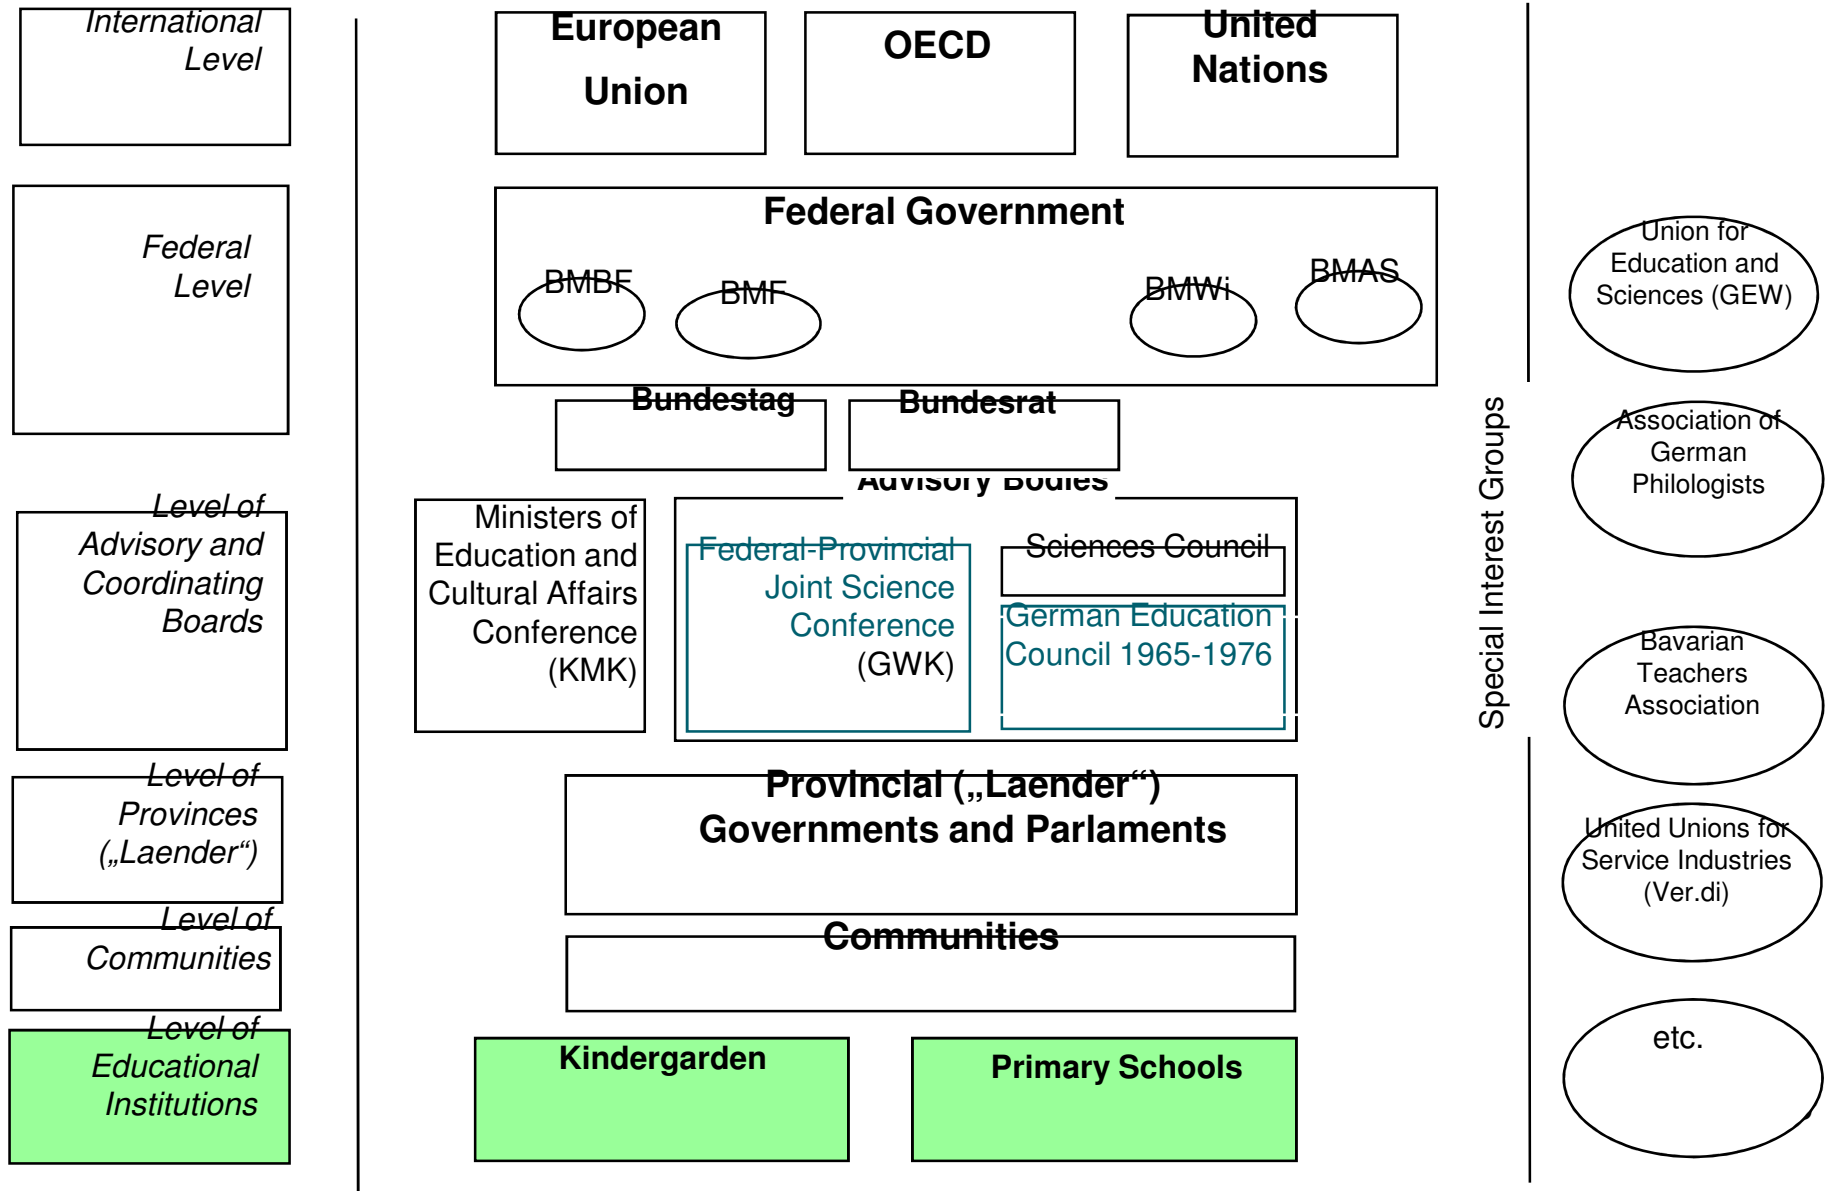 International
Level
European
Union
OECD
United
Nations
Federal
Level
Federal Government
BMBF
BMF
BMWi
BMAS
Bundestag
Bundesrat
Level of
Advisory and
Coordinating
Boards
Ministers of
Education and
Cultural Affairs
Conference
(KMK)
Advisory Bodies
Federal-Provincial
Joint Science
Conference
(GWK)
Sciences Council
German Education
Council 1965-1976
Level of
Provinces
(„Laender“)
Provincial („Laender“)
Governments and Parlaments
Level of
Communities
Communities
Level of
Educational
Institutions
Kindergarden
Primary Schools
Special Interest Groups
Union for
Education and
Sciences (GEW)
Association of
German
Philologists
Bavarian
Teachers
Association
United Unions for
Service Industries
(Ver.di)
etc.